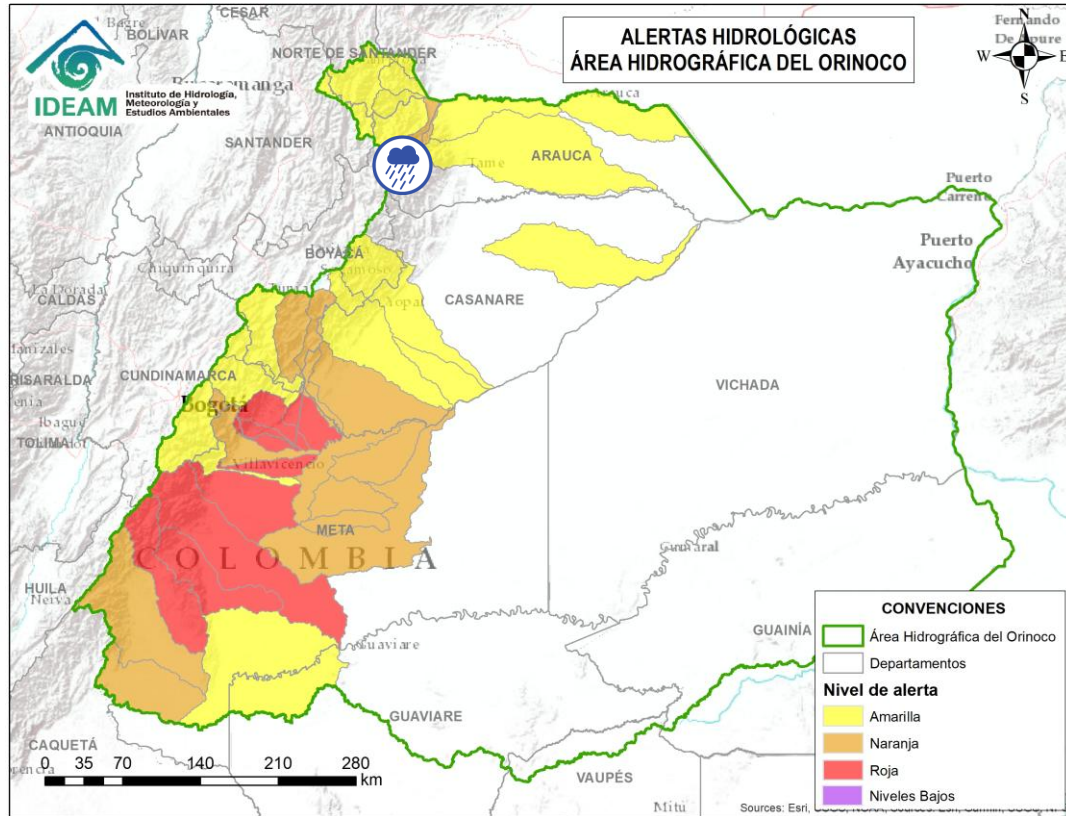 ALERTAS HIDROLÓGICAS
ÁREA HIDROGRÁFICA DEL ORINOCO
N
W E
S
IDEAM
Instituto de Hidrología,
Meteorología y
Estudios Ambientales
CESAR
BOLÍVAR
NORTE DE SANTANDER
ANTIOQUIA
SANTANDER
ARAUCA
Tame
Puerto
Carreño
Puerto
Ayacucho
BOYACÁ
Chiquinquira
La Dorada
CALDAS
Yopal
CASANARE
VICHADA
RISARALDA
CUNDINAMARCA
Bogotá
Ibagué
TOLIMA
Villavicencio
META
COLOMBIA
HUILA
Neiva
GUAINÍA
GUAVIARE
CAQUETÁ
VAUPÉS
Mitú
CONVENCIONES
Área Hidrográfica del Orinoco
Departamentos
Nivel de alerta
Amarilla
Naranja
Roja
Niveles Bajos
0 35 70 140 210 280
km
Sources: Esri,